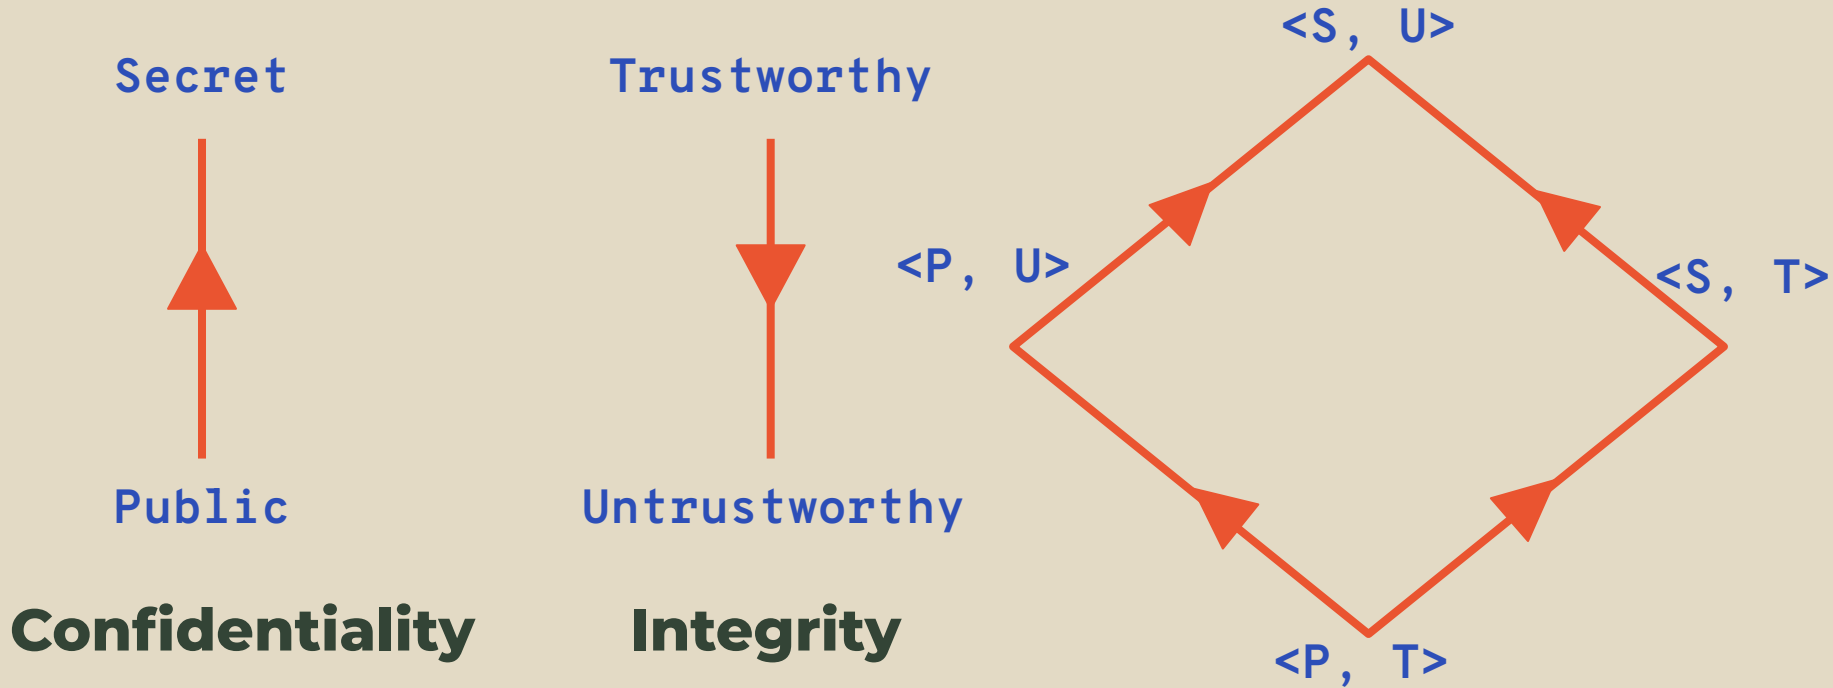 Secret
Public
Confidentiality
Trustworthy
Untrustworthy
Integrity
<S, U>
<P, U>
<S, T>
<P, T>